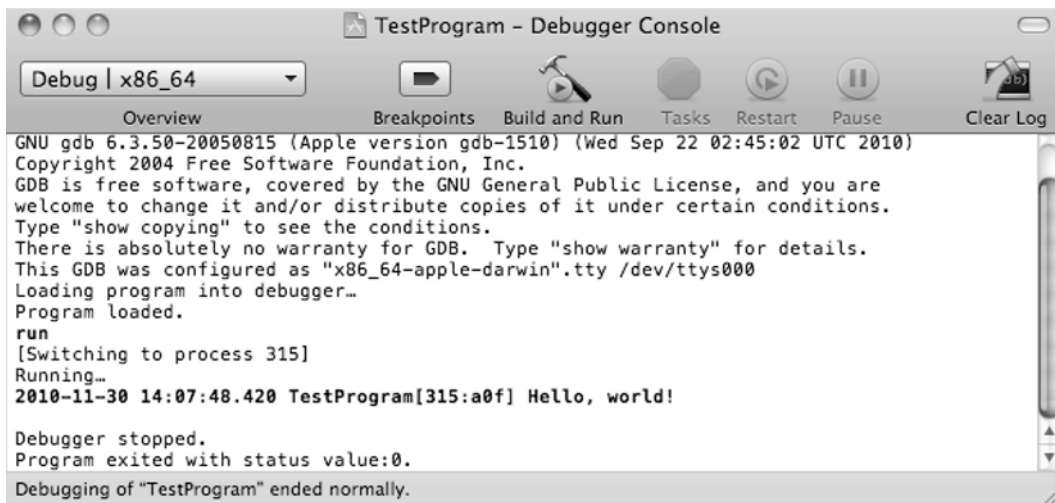 TestProgram – Debugger Console
Debug | x86_64
Overview Breakpoints Build and Run Tasks Restart Pause Clear Log
GNU gdb 6.3.50-20050815 (Apple version gdb-1510) (Wed Sep 22 02:45:02 UTC 2010)
Copyright 2004 Free Software Foundation, Inc.
GDB is free software, covered by the GNU General Public License, and you are
welcome to change it and/or distribute copies of it under certain conditions.
Type "show copying" to see the conditions.
There is absolutely no warranty for GDB.  Type "show warranty" for details.
This GDB was configured as "x86_64-apple-darwin".tty /dev/ttys000
Loading program into debugger…
Program loaded.
run
[Switching to process 315]
Running…
2010-11-30 14:07:48.420 TestProgram[315:a0f] Hello, world!
Debugger stopped.
Program exited with status value:0.
Debugging of "TestProgram" ended normally.